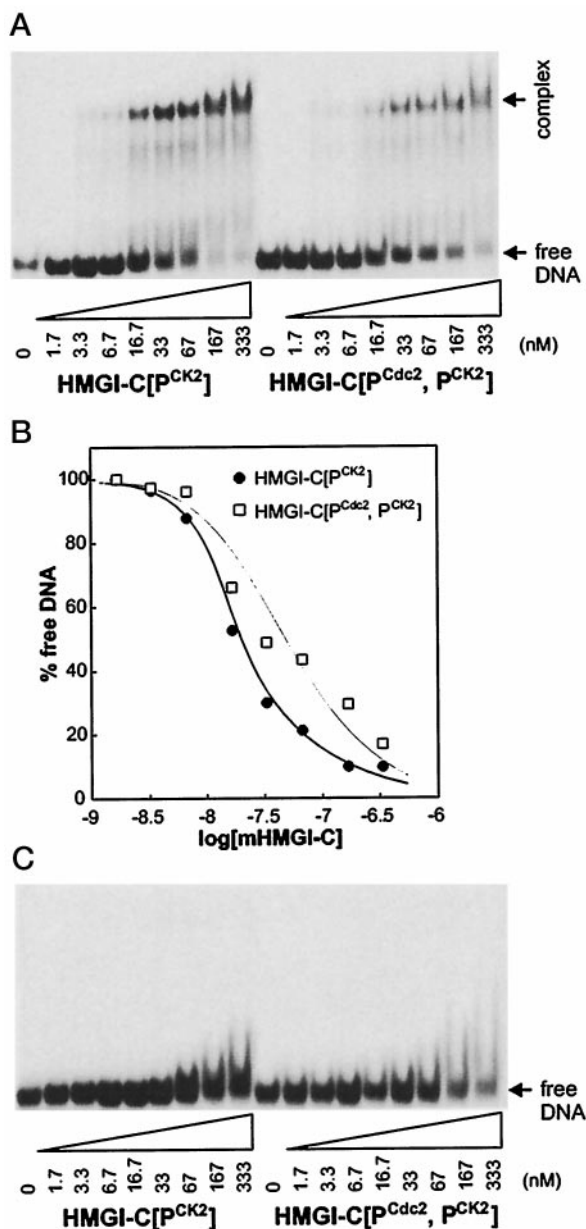 A
complex
free
DNA
0 1.7 3.3 6.7 16.7 33 67 167 333 0 1.7 3.3 6.7 16.7 33 67 167 333 (nM)
HMGI-C[P^CK2] HMGI-C[P^Cdc2, P^CK2]
B
100
80
60
40
20
0
% free DNA
HMGI-C[P^CK2]
HMGI-C[P^Cdc2, P^CK2]
-9 -8.5 -8 -7.5 -7 -6.5 -6
log[mHMGI-C]
C
free
DNA
0 1.7 3.3 6.7 16.7 33 67 167 333 0 1.7 3.3 6.7 16.7 33 67 167 333 (nM)
HMGI-C[P^CK2] HMGI-C[P^Cdc2, P^CK2]